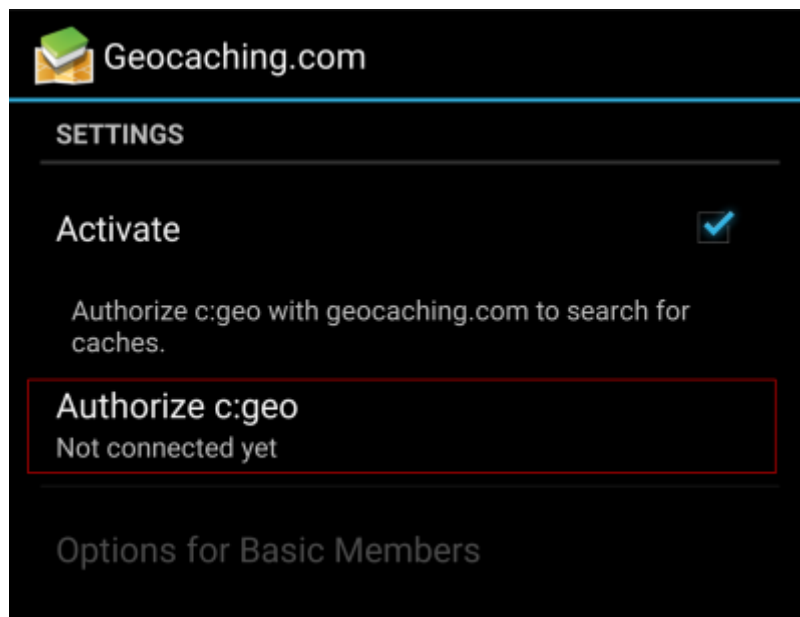 Geocaching.com
SETTINGS
Activate
Authorize c:geo with geocaching.com to search for
caches.
Authorize c:geo
Not connected yet
Options for Basic Members